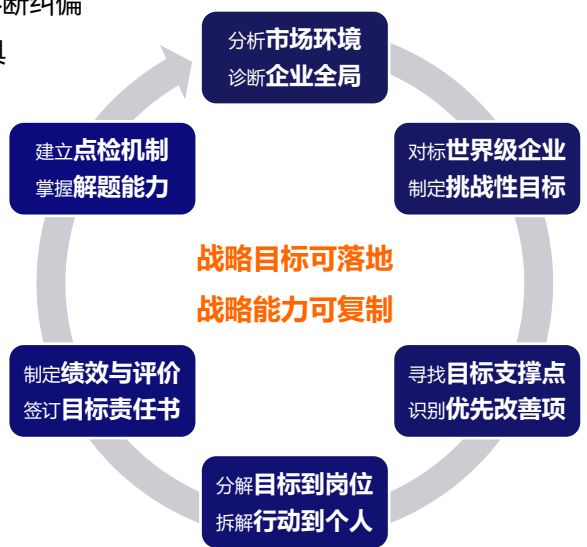 断纠偏
分析市场环境
诊断企业全局
对标世界级企业
制定挑战性目标
寻找目标支撑点
识别优先改善项
分解目标到岗位
拆解行动到个人
制定绩效与评价
签订目标责任书
建立点检机制
掌握解题能力
战略目标可落地
战略能力可复制